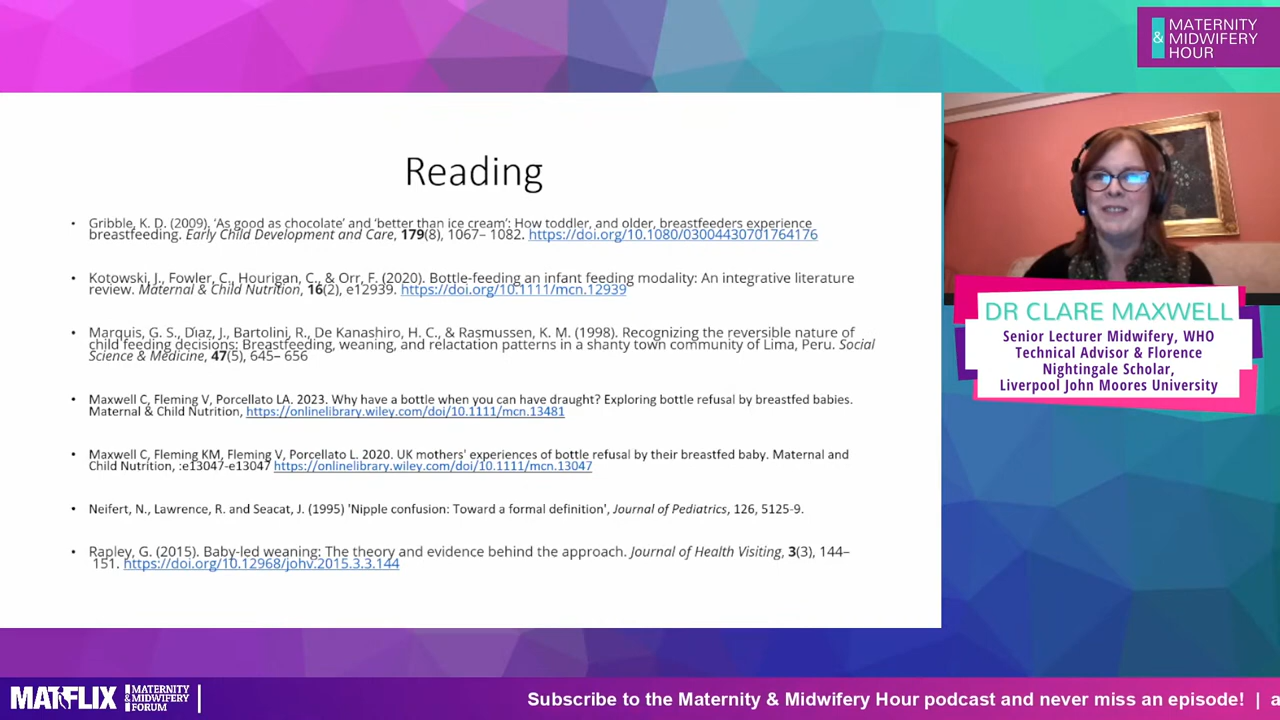 MATERNITY
& MIDWIFERY
HOUR
Reading
• Gribble, K. D. (2009). ‘As good as chocolate’ and ‘better than ice cream’: How toddler, and older, breastfeeders experience
breastfeeding. Early Child Development and Care, 179(8), 1067– 1082. https://doi.org/10.1080/03004430701764176
• Kotowski, J., Fowler, C., Hourigan, C., & Orr, F. (2020). Bottle-feeding an infant feeding modality: An integrative literature
review. Maternal & Child Nutrition, 16(2), e12939. https://doi.org/10.1111/mcn.12939
• Marquis, G. S., Díaz, J., Bartolini, R., De Kanashiro, H. C., & Rasmussen, K. M. (1998). Recognizing the reversible nature of
child feeding decisions: Breastfeeding, weaning, and relactation patterns in a shanty town community of Lima, Peru. Social
Science & Medicine, 47(5), 645– 656
• Maxwell C, Fleming V, Porcellato LA. 2023. Why have a bottle when you can have draught? Exploring bottle refusal by breastfed babies.
Maternal & Child Nutrition, https://onlinelibrary.wiley.com/doi/10.1111/mcn.13481
• Maxwell C, Fleming KM, Fleming V, Porcellato L. 2020. UK mothers' experiences of bottle refusal by their breastfed baby. Maternal and
Child Nutrition, :e13047-e13047 https://onlinelibrary.wiley.com/doi/10.1111/mcn.13047
• Neifert, N., Lawrence, R. and Seacat, J. (1995) 'Nipple confusion: Toward a formal definition', Journal of Pediatrics, 126, 5125-9.
• Rapley, G. (2015). Baby-led weaning: The theory and evidence behind the approach. Journal of Health Visiting, 3(3), 144–
151. https://doi.org/10.12968/johv.2015.3.3.144
DR CLARE MAXWELL
Senior Lecturer Midwifery, WHO
Technical Advisor & Florence
Nightingale Scholar,
Liverpool John Moores University
MATFLIX
MATERNITY
& MIDWIFERY
FORUM
Subscribe to the Maternity & Midwifery Hour podcast and never miss an episode! | a